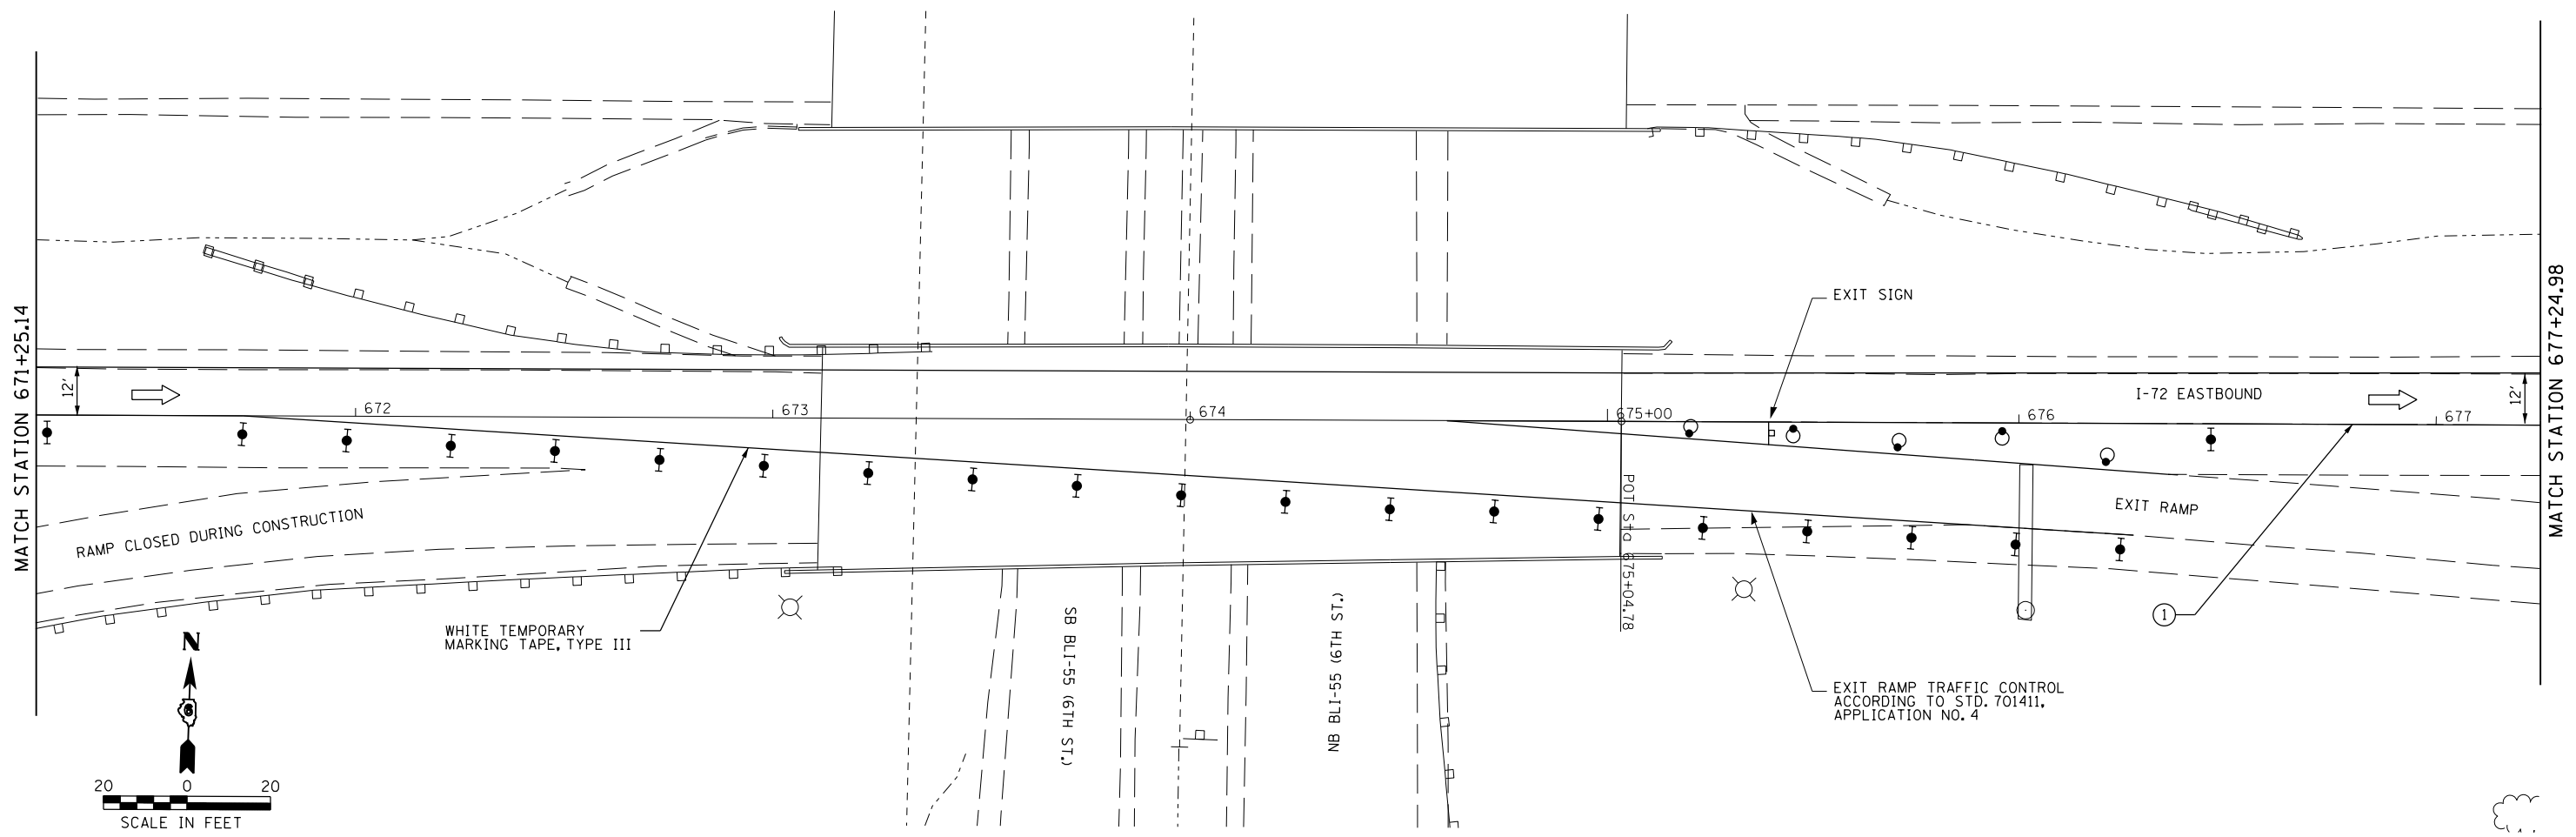 MATCH STATION 671+25.14
MATCH STATION 677+24.98
EXIT SIGN
12'
672
673
674
675+00
676
I-72 EASTBOUND
677
12'
RAMP CLOSED DURING CONSTRUCTION
POT Sta 675+04.78
EXIT RAMP
1
WHITE TEMPORARY
MARKING TAPE, TYPE III
SB BLI-55 (6TH ST.)
NB BLI-55 (6TH ST.)
EXIT RAMP TRAFFIC CONTROL
ACCORDING TO STD. 701411,
APPLICATION NO. 4
N
20 0 20
SCALE IN FEET